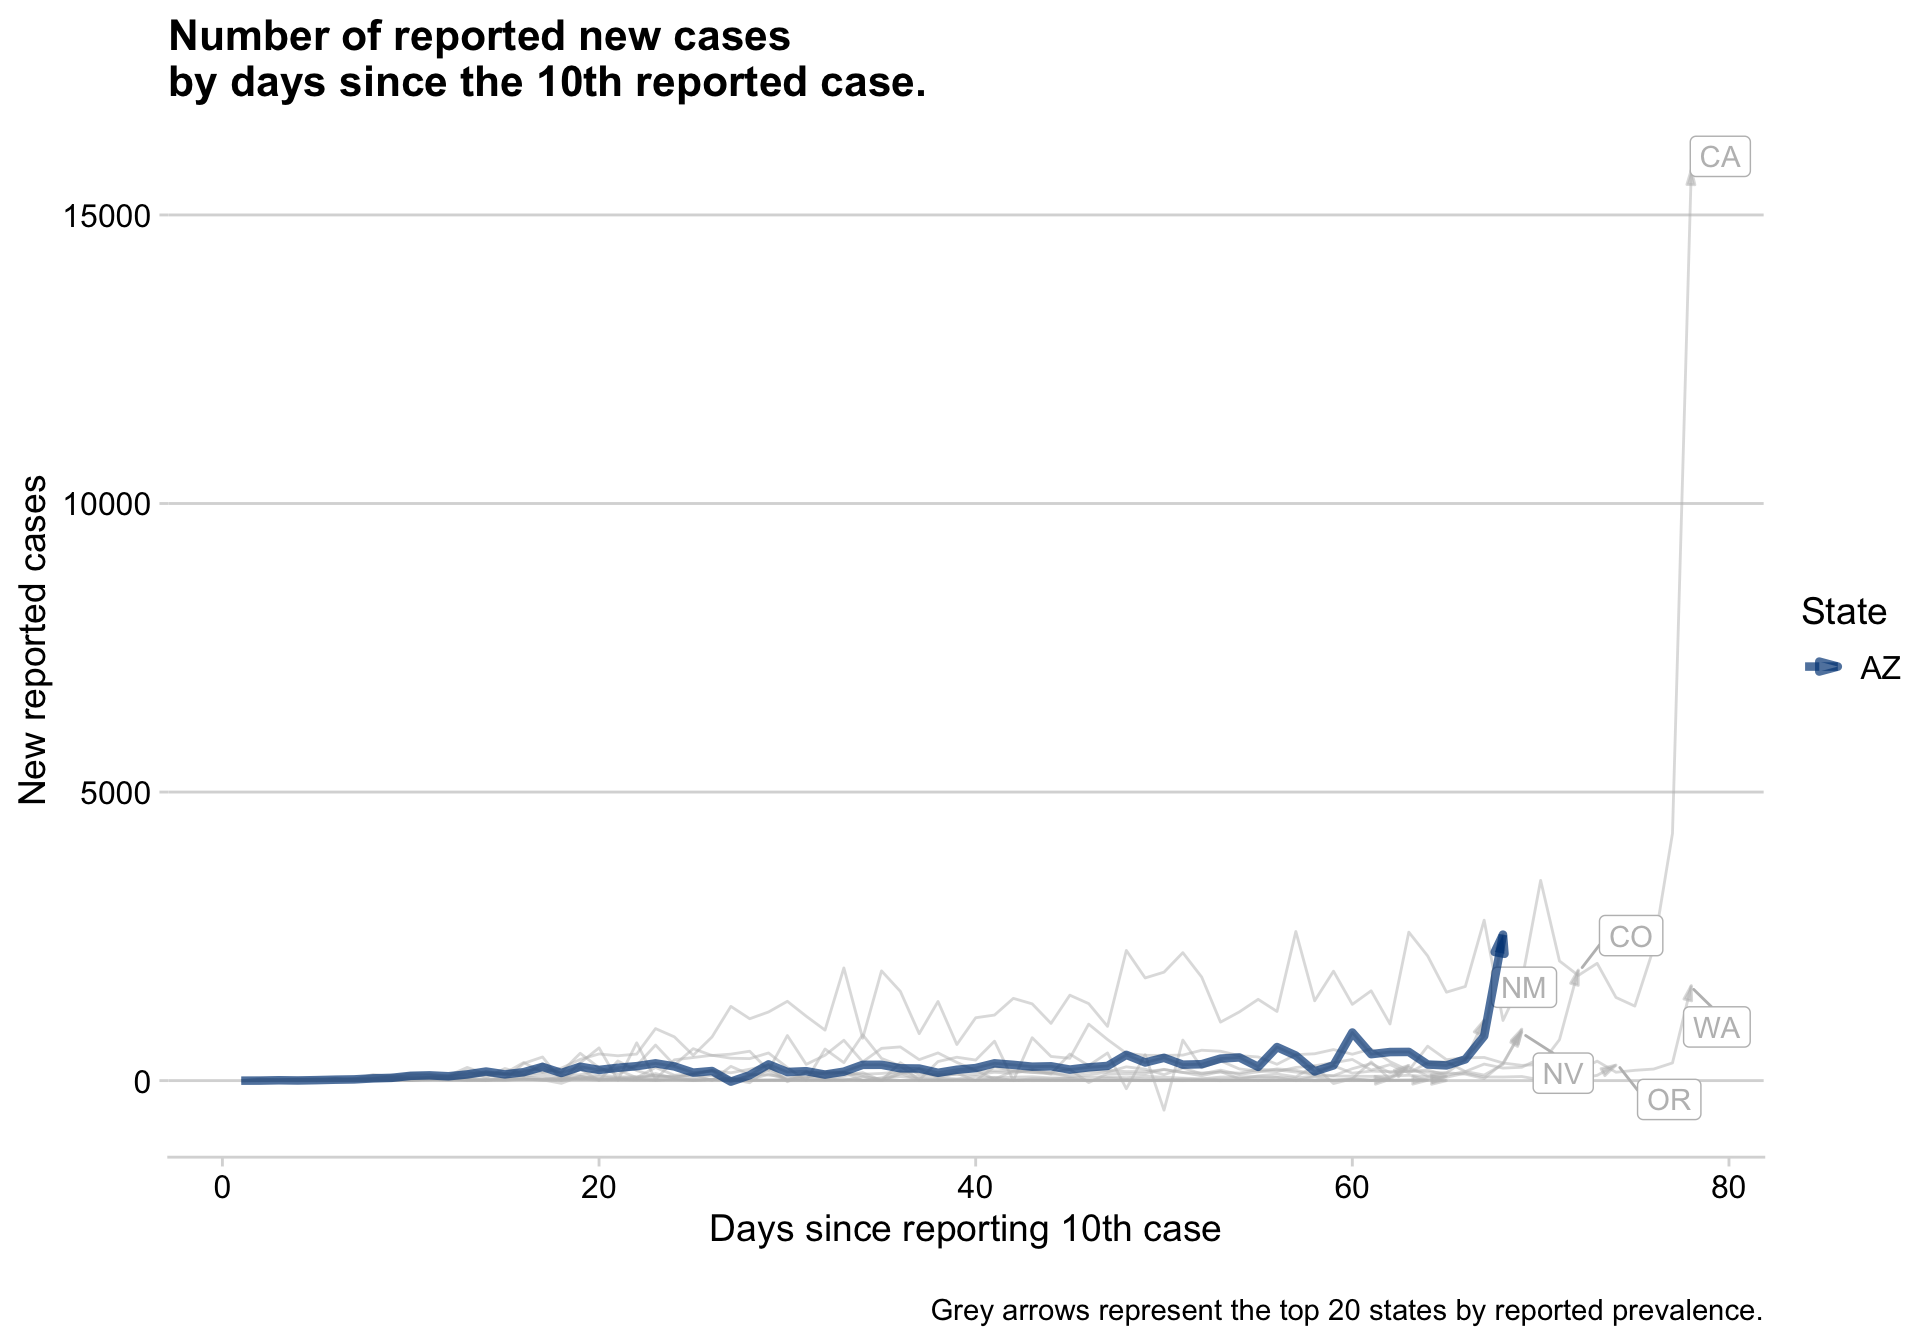 Number of reported new cases
by days since the 10th reported case.
New reported cases
15000
10000
5000
0
CA
CO
NM
WA
NV
OR
State
AZ
0 20 40 60 80
Days since reporting 10th case
Grey arrows represent the top 20 states by reported prevalence.